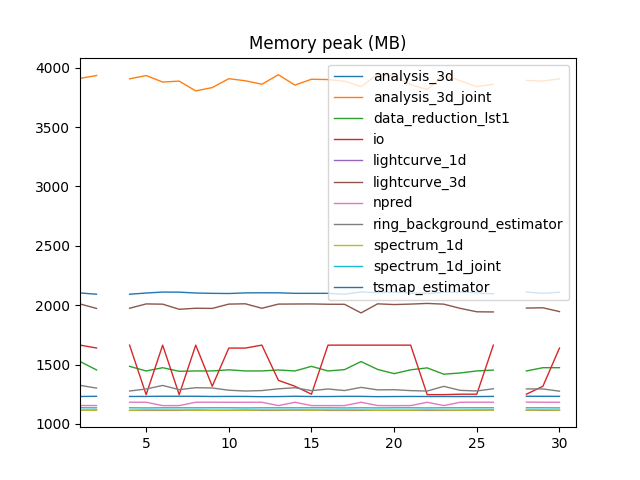 Memory peak (MB)
4000
3500
3000
2500
2000
1500
1000
analysis_3d
analysis_3d_joint
data_reduction_lst1
io
lightcurve_1d
lightcurve_3d
npred
ring_background_estimator
spectrum_1d
spectrum_1d_joint
tsmap_estimator
5 10 15 20 25 30